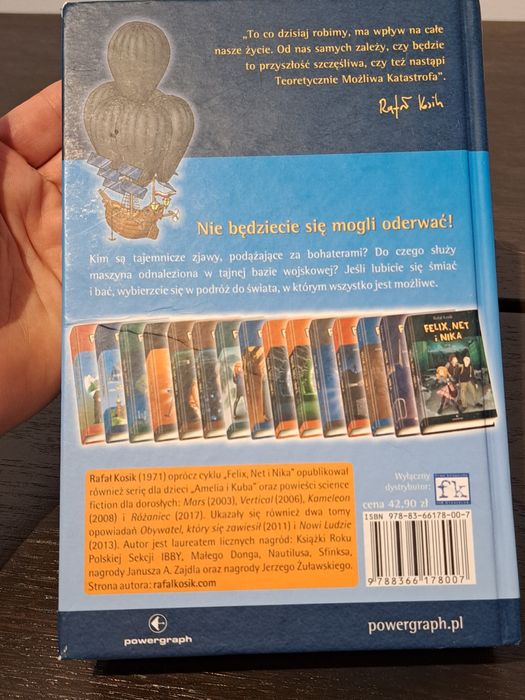 „To co dzisiaj robimy, ma wpływ na całe
nasze życie. Od nas samych zależy, czy będzie
to przyszłość szczęśliwa, czy też nastąpi
Teoretycznie Możliwa Katastrofa”.
Rafał Kosik
Nie będziecie się mogli oderwać!
Kim są tajemnicze zjawy, podążające za bohaterami? Do czego służy
maszyna odnaleziona w tajnej bazie wojskowej? Jeśli lubicie się śmiać
i bać, wybierzcie się w podróż do świata, w którym wszystko jest możliwe.
Rafał Kosik
FELIX, NET
i NIKA
Rafał Kosik (1971) oprócz cyklu „Felix, Net i Nika” opublikował
również serię dla dzieci „Amelia i Kuba” oraz powieści science
fiction dla dorosłych: Mars (2003), Vertical (2006), Kameleon
(2008) i Różaniec (2017). Ukazały się również dwa tomy
opowiadań Obywatel, który się zawiesił (2011) i Nowi Ludzie
(2013). Autor jest laureatem licznych nagród: Książki Roku
Polskiej Sekcji IBBY, Małego Donga, Nautilusa, Sfinksa,
nagrody Janusza A. Zajdla oraz nagrody Jerzego Żuławskiego.
Strona autora: rafalkosik.com
Wyłączny
dystrybutor:
fk
cena 42,90 zł
ISBN 978-83-66178-00-7
9 788366 178007
powergraph
powergraph.pl